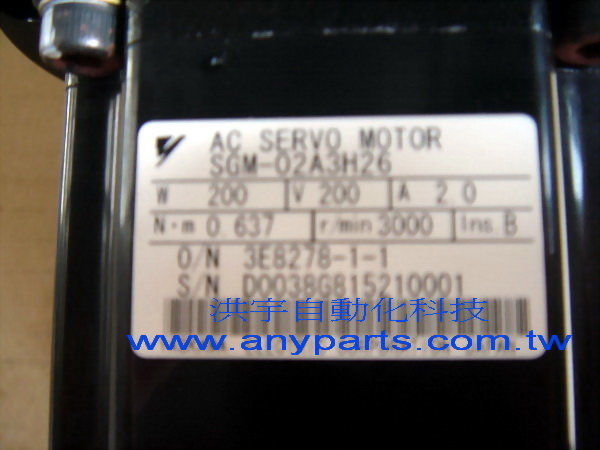 AC SERVO MOTOR
SGM-02A3H26
W 200 V 200 A 2.0
N·m 0.637 r/min 3000 Ins. B
O/N 3E8278-1-1
S/N D0038G815210001
洪宇自動化科技
www.anyparts.com.tw